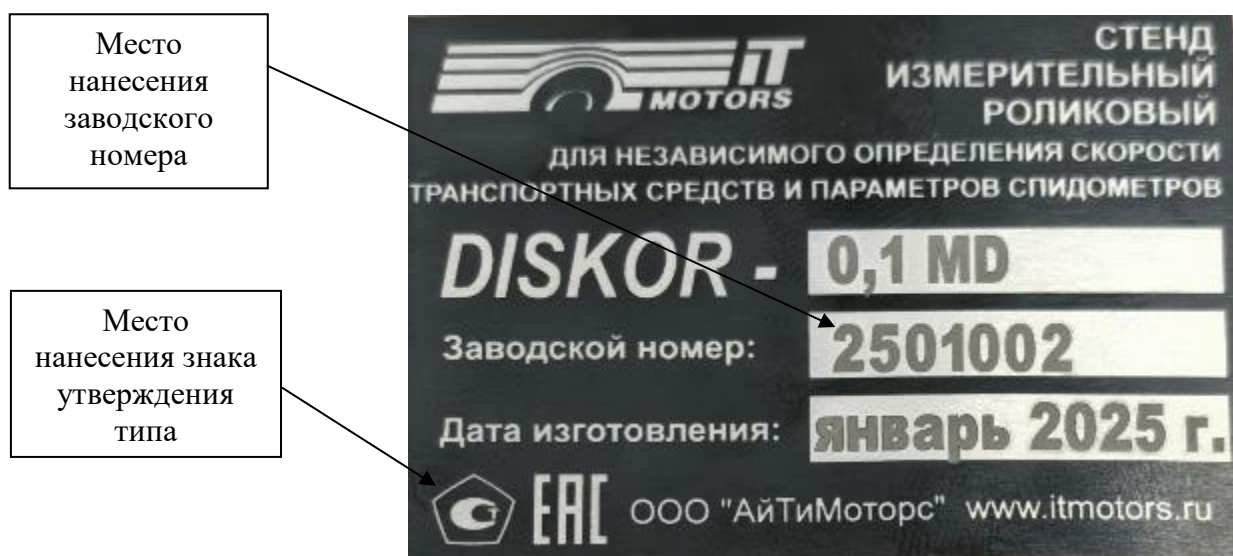 Место
нанесения
заводского
номера
Место
нанесения знака
утверждения
типа
iT
MOTORS
СТЕНД
ИЗМЕРИТЕЛЬНЫЙ
РОЛИКОВЫЙ
ДЛЯ НЕЗАВИСИМОГО ОПРЕДЕЛЕНИЯ СКОРОСТИ
ТРАНСПОРТНЫХ СРЕДСТВ И ПАРАМЕТРОВ СПИДОМЕТРОВ
DISKOR - 0,1 MD
Заводской номер: 2501002
Дата изготовления: январь 2025 г.
ЕАС ООО "АйТиМоторс" www.itmotors.ru